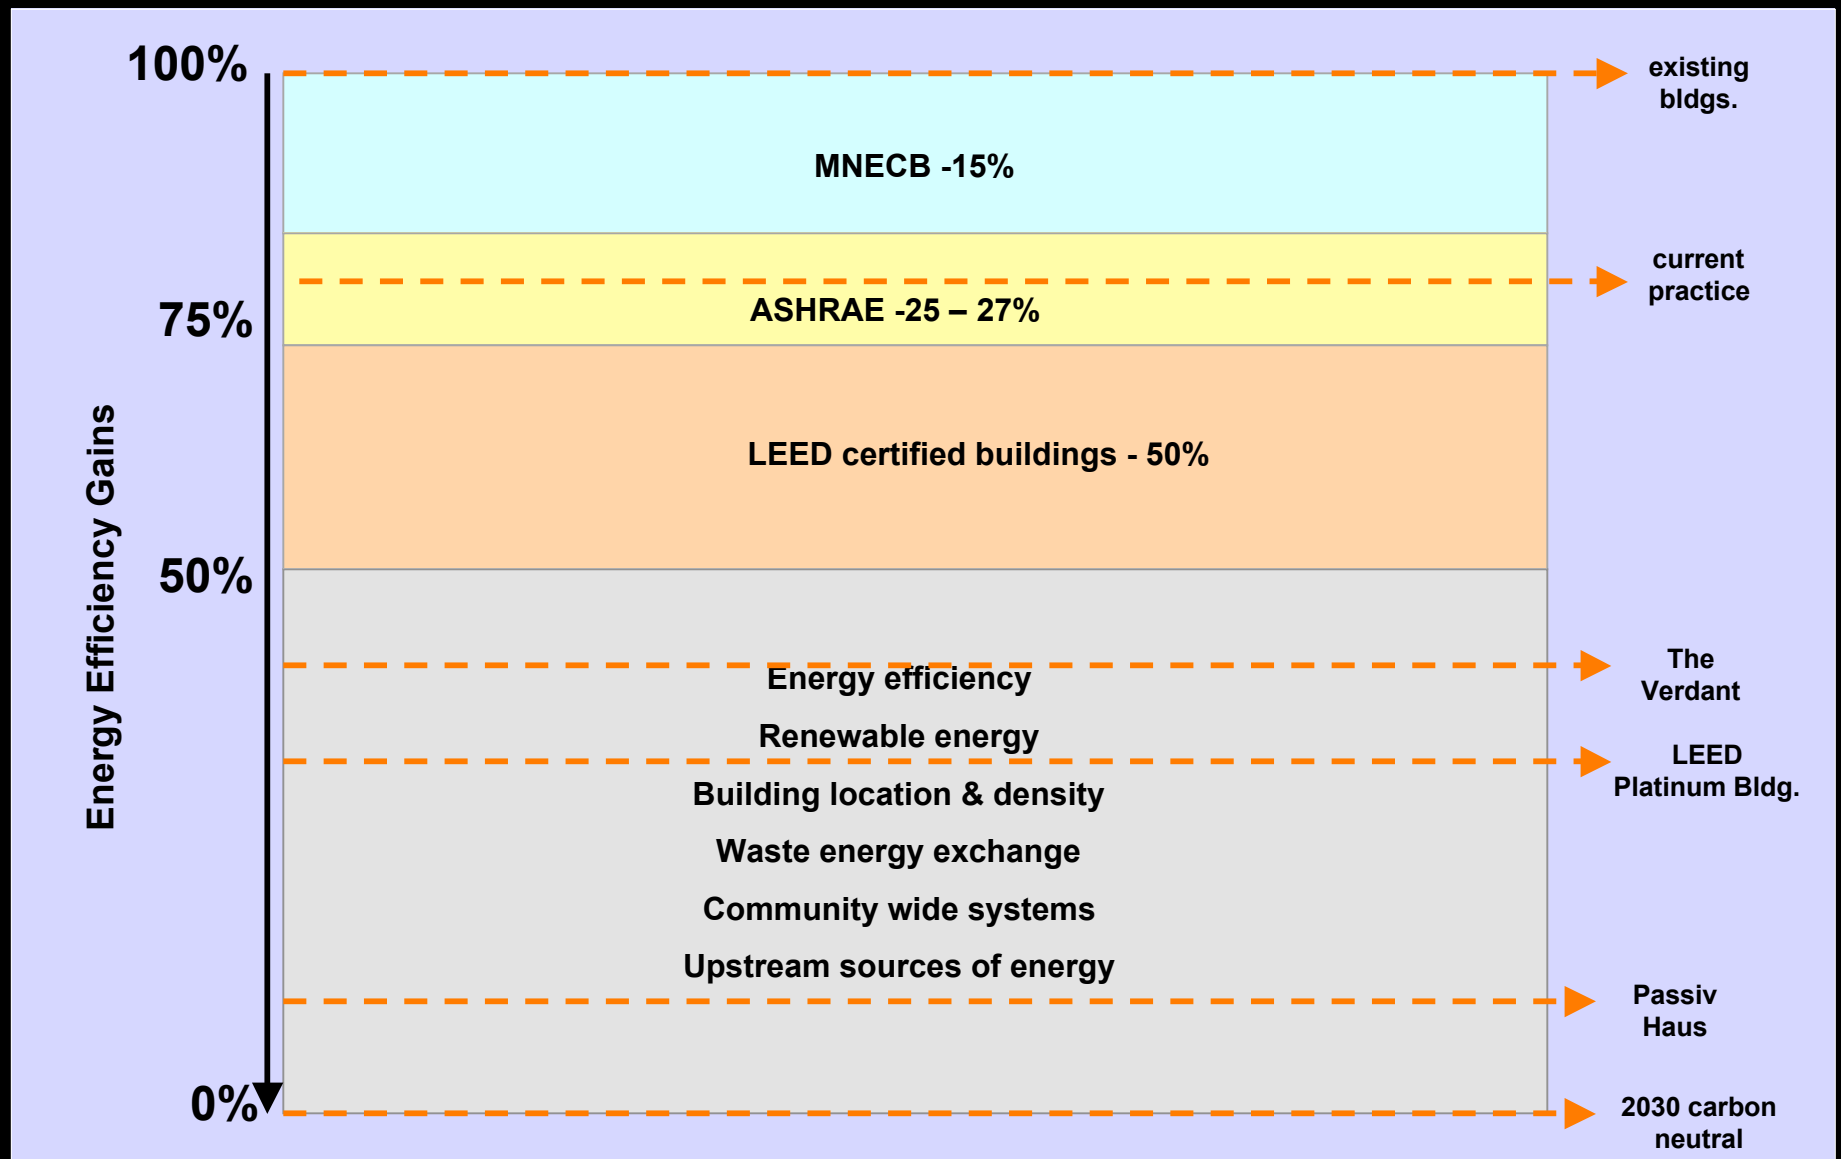 100%
existing
bldgs.
MNECB -15%
current
practice
75%
ASHRAE -25 – 27%
Energy Efficiency Gains
LEED certified buildings - 50%
50%
The
Verdant
Energy efficiency
Renewable energy
LEED
Platinum Bldg.
Building location & density
Waste energy exchange
Community wide systems
Upstream sources of energy
Passiv
Haus
0%
2030 carbon
neutral